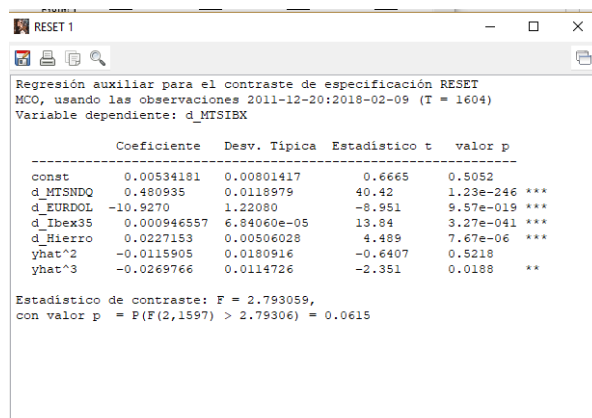 RESET 1
Regresión auxiliar para el contraste de especificación RESET
MCO, usando las observaciones 2011-12-20:2018-02-09 (T = 1604)
Variable dependiente: d_MTSIBX
Coeficiente Desv. Típica Estadístico t valor p
const 0.00534181 0.00801417 0.6665 0.5052
d_MTSNDQ 0.480935 0.0118979 40.42 1.23e-246 ***
d_EURDOL -10.9270 1.22080 -8.951 9.57e-019 ***
d_Ibex35 0.000946557 6.84060e-05 13.84 3.27e-041 ***
d_Hierro 0.0227153 0.00506028 4.489 7.67e-06 ***
yhat^2 -0.0115905 0.0180916 -0.6407 0.5218
yhat^3 -0.0269766 0.0114726 -2.351 0.0188 **
Estadístico de contraste: F = 2.793059,
con valor p = P(F(2,1597) > 2.79306) = 0.0615